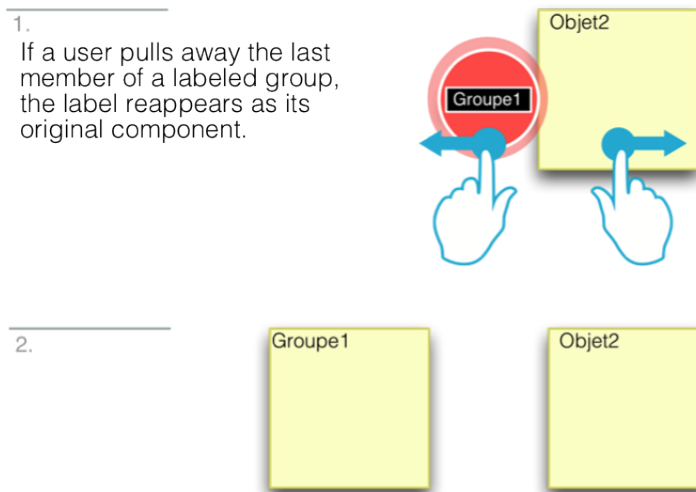 1.
If a user pulls away the last
member of a labeled group,
the label reappears as its
original component.
Groupe1
Objet2
2.
Groupe1
Objet2